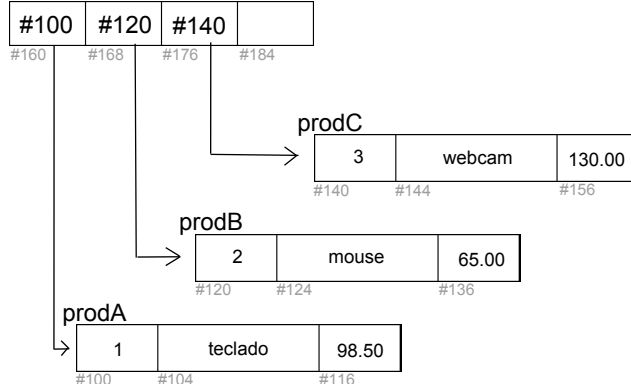 #100 #120 #140
#160 #168 #176 #184
prodC
3 webcam 130.00
#140 #144 #156
prodB
2 mouse 65.00
#120 #124 #136
prodA
1 teclado 98.50
#100 #104 #116